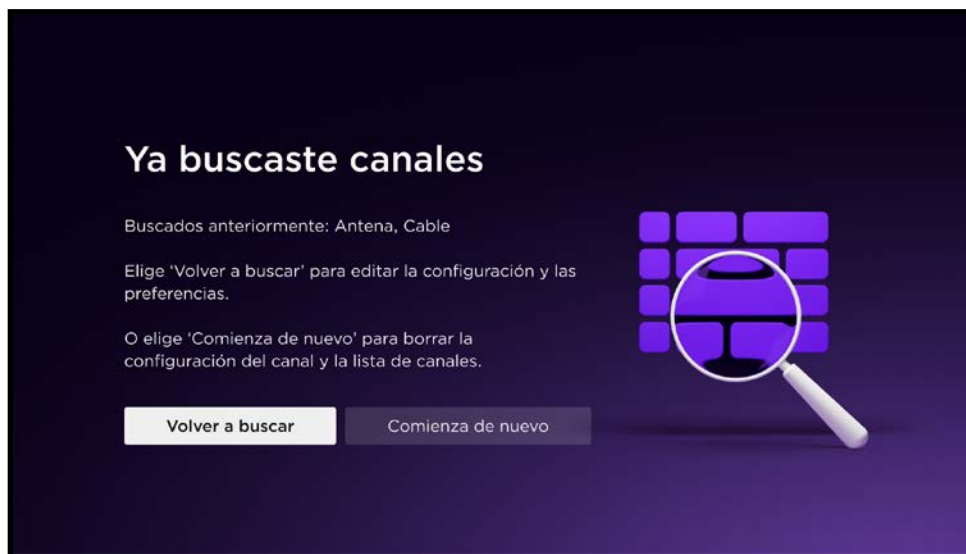 Ya buscaste canales
Buscados anteriormente: Antena, Cable
Elige ‘Volver a buscar’ para editar la configuración y las
preferencias.
O elige ‘Comienza de nuevo’ para borrar la
configuración del canal y la lista de canales.
Volver a buscar
Comienza de nuevo